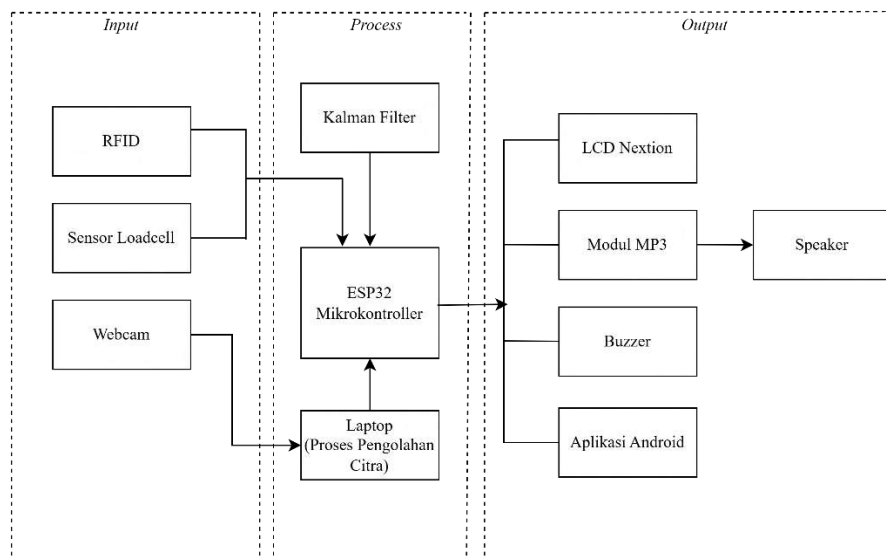 Input
Process
Output
RFID
Sensor Loadcell
Webcam
Kalman Filter
ESP32
Mikrokontroller
Laptop
(Proses Pengolahan
Citra)
LCD Nextion
Modul MP3
Speaker
Buzzer
Aplikasi Android